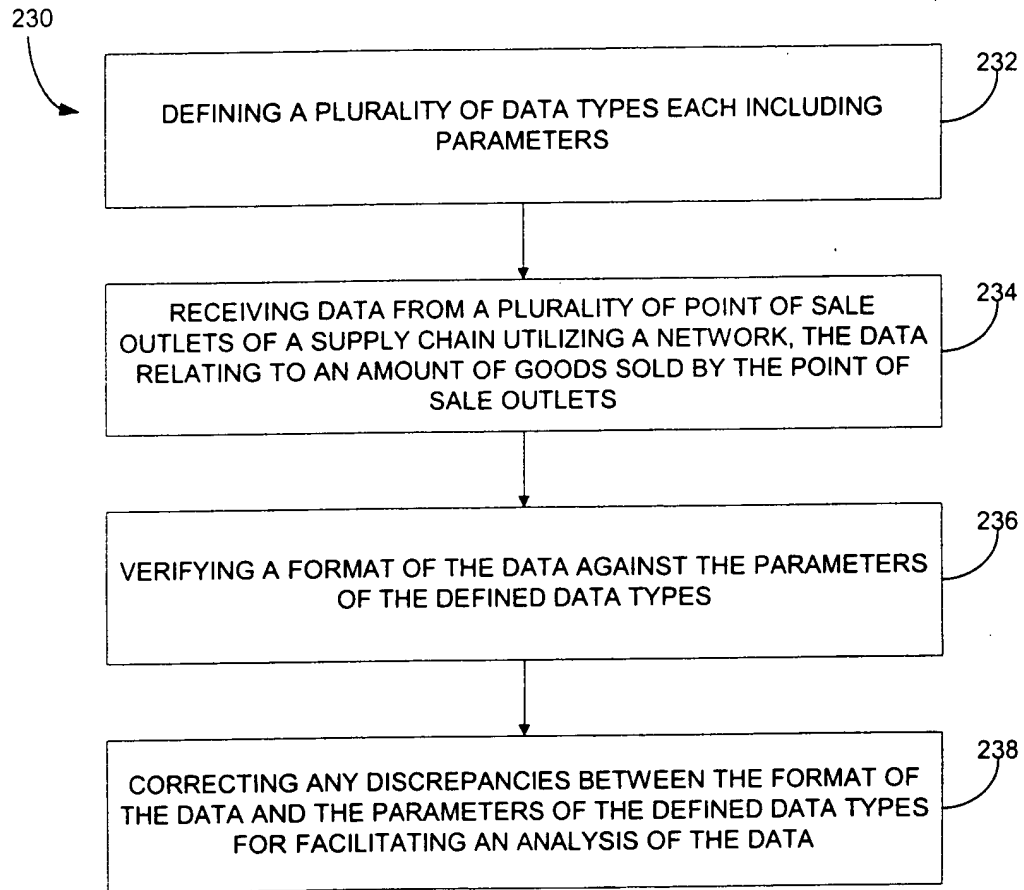 230
232
DEFINING A PLURALITY OF DATA TYPES EACH INCLUDING
PARAMETERS
234
RECEIVING DATA FROM A PLURALITY OF POINT OF SALE
OUTLETS OF A SUPPLY CHAIN UTILIZING A NETWORK, THE DATA
RELATING TO AN AMOUNT OF GOODS SOLD BY THE POINT OF
SALE OUTLETS
236
VERIFYING A FORMAT OF THE DATA AGAINST THE PARAMETERS
OF THE DEFINED DATA TYPES
238
CORRECTING ANY DISCREPANCIES BETWEEN THE FORMAT OF
THE DATA AND THE PARAMETERS OF THE DEFINED DATA TYPES
FOR FACILITATING AN ANALYSIS OF THE DATA